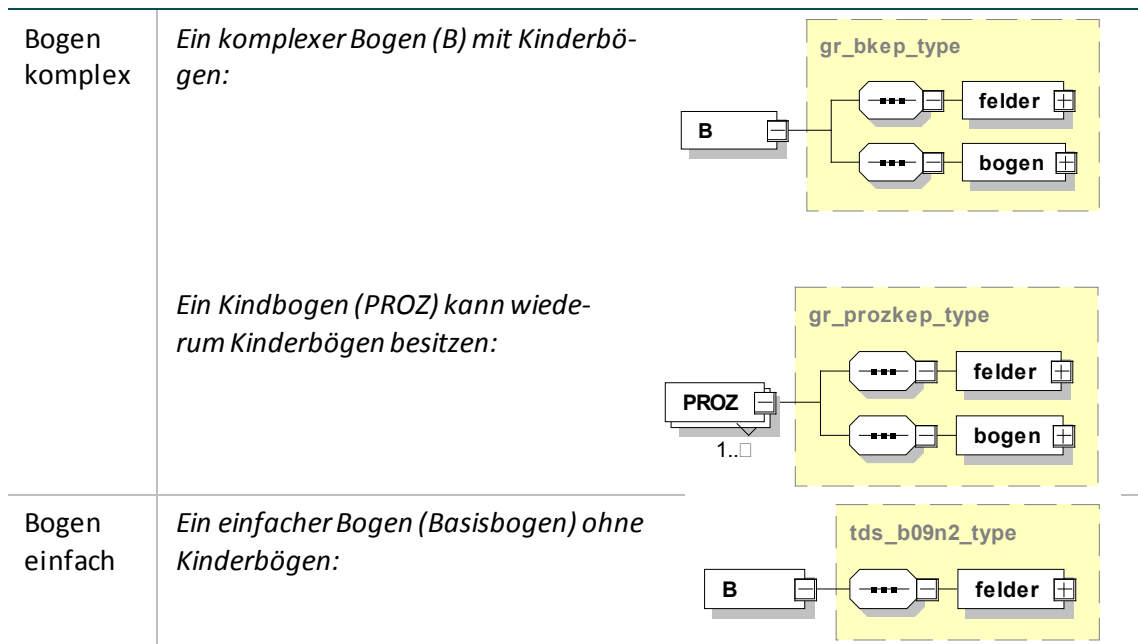 Bogen
komplex
Ein komplexer Bogen (B) mit Kinderbö-
gen:
gr_bkep_type
felder
B
bogen
Ein Kindbogen (PROZ) kann wiede-
rum Kinderbögen besitzen:
gr_prozkep_type
felder
PROZ
bogen
1..□
Bogen
einfach
Ein einfacher Bogen (Basisbogen) ohne
Kinderbögen:
tds_b09n2_type
B
felder